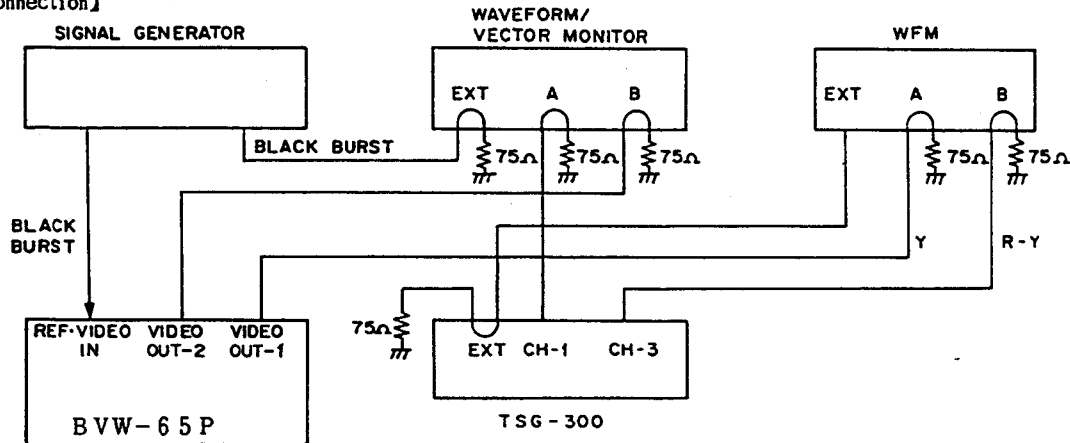 onnection】
SIGNAL GENERATOR
WAVEFORM/
VECTOR MONITOR
WFM
EXT A B
EXT A B
BLACK BURST
75Ω 75Ω 75Ω
75Ω 75Ω
BLACK
BURST
Y R-Y
75Ω
REF·VIDEO
IN
VIDEO
OUT-2
VIDEO
OUT-1
EXT CH-1 CH-3
BVW-65P
TSG-300